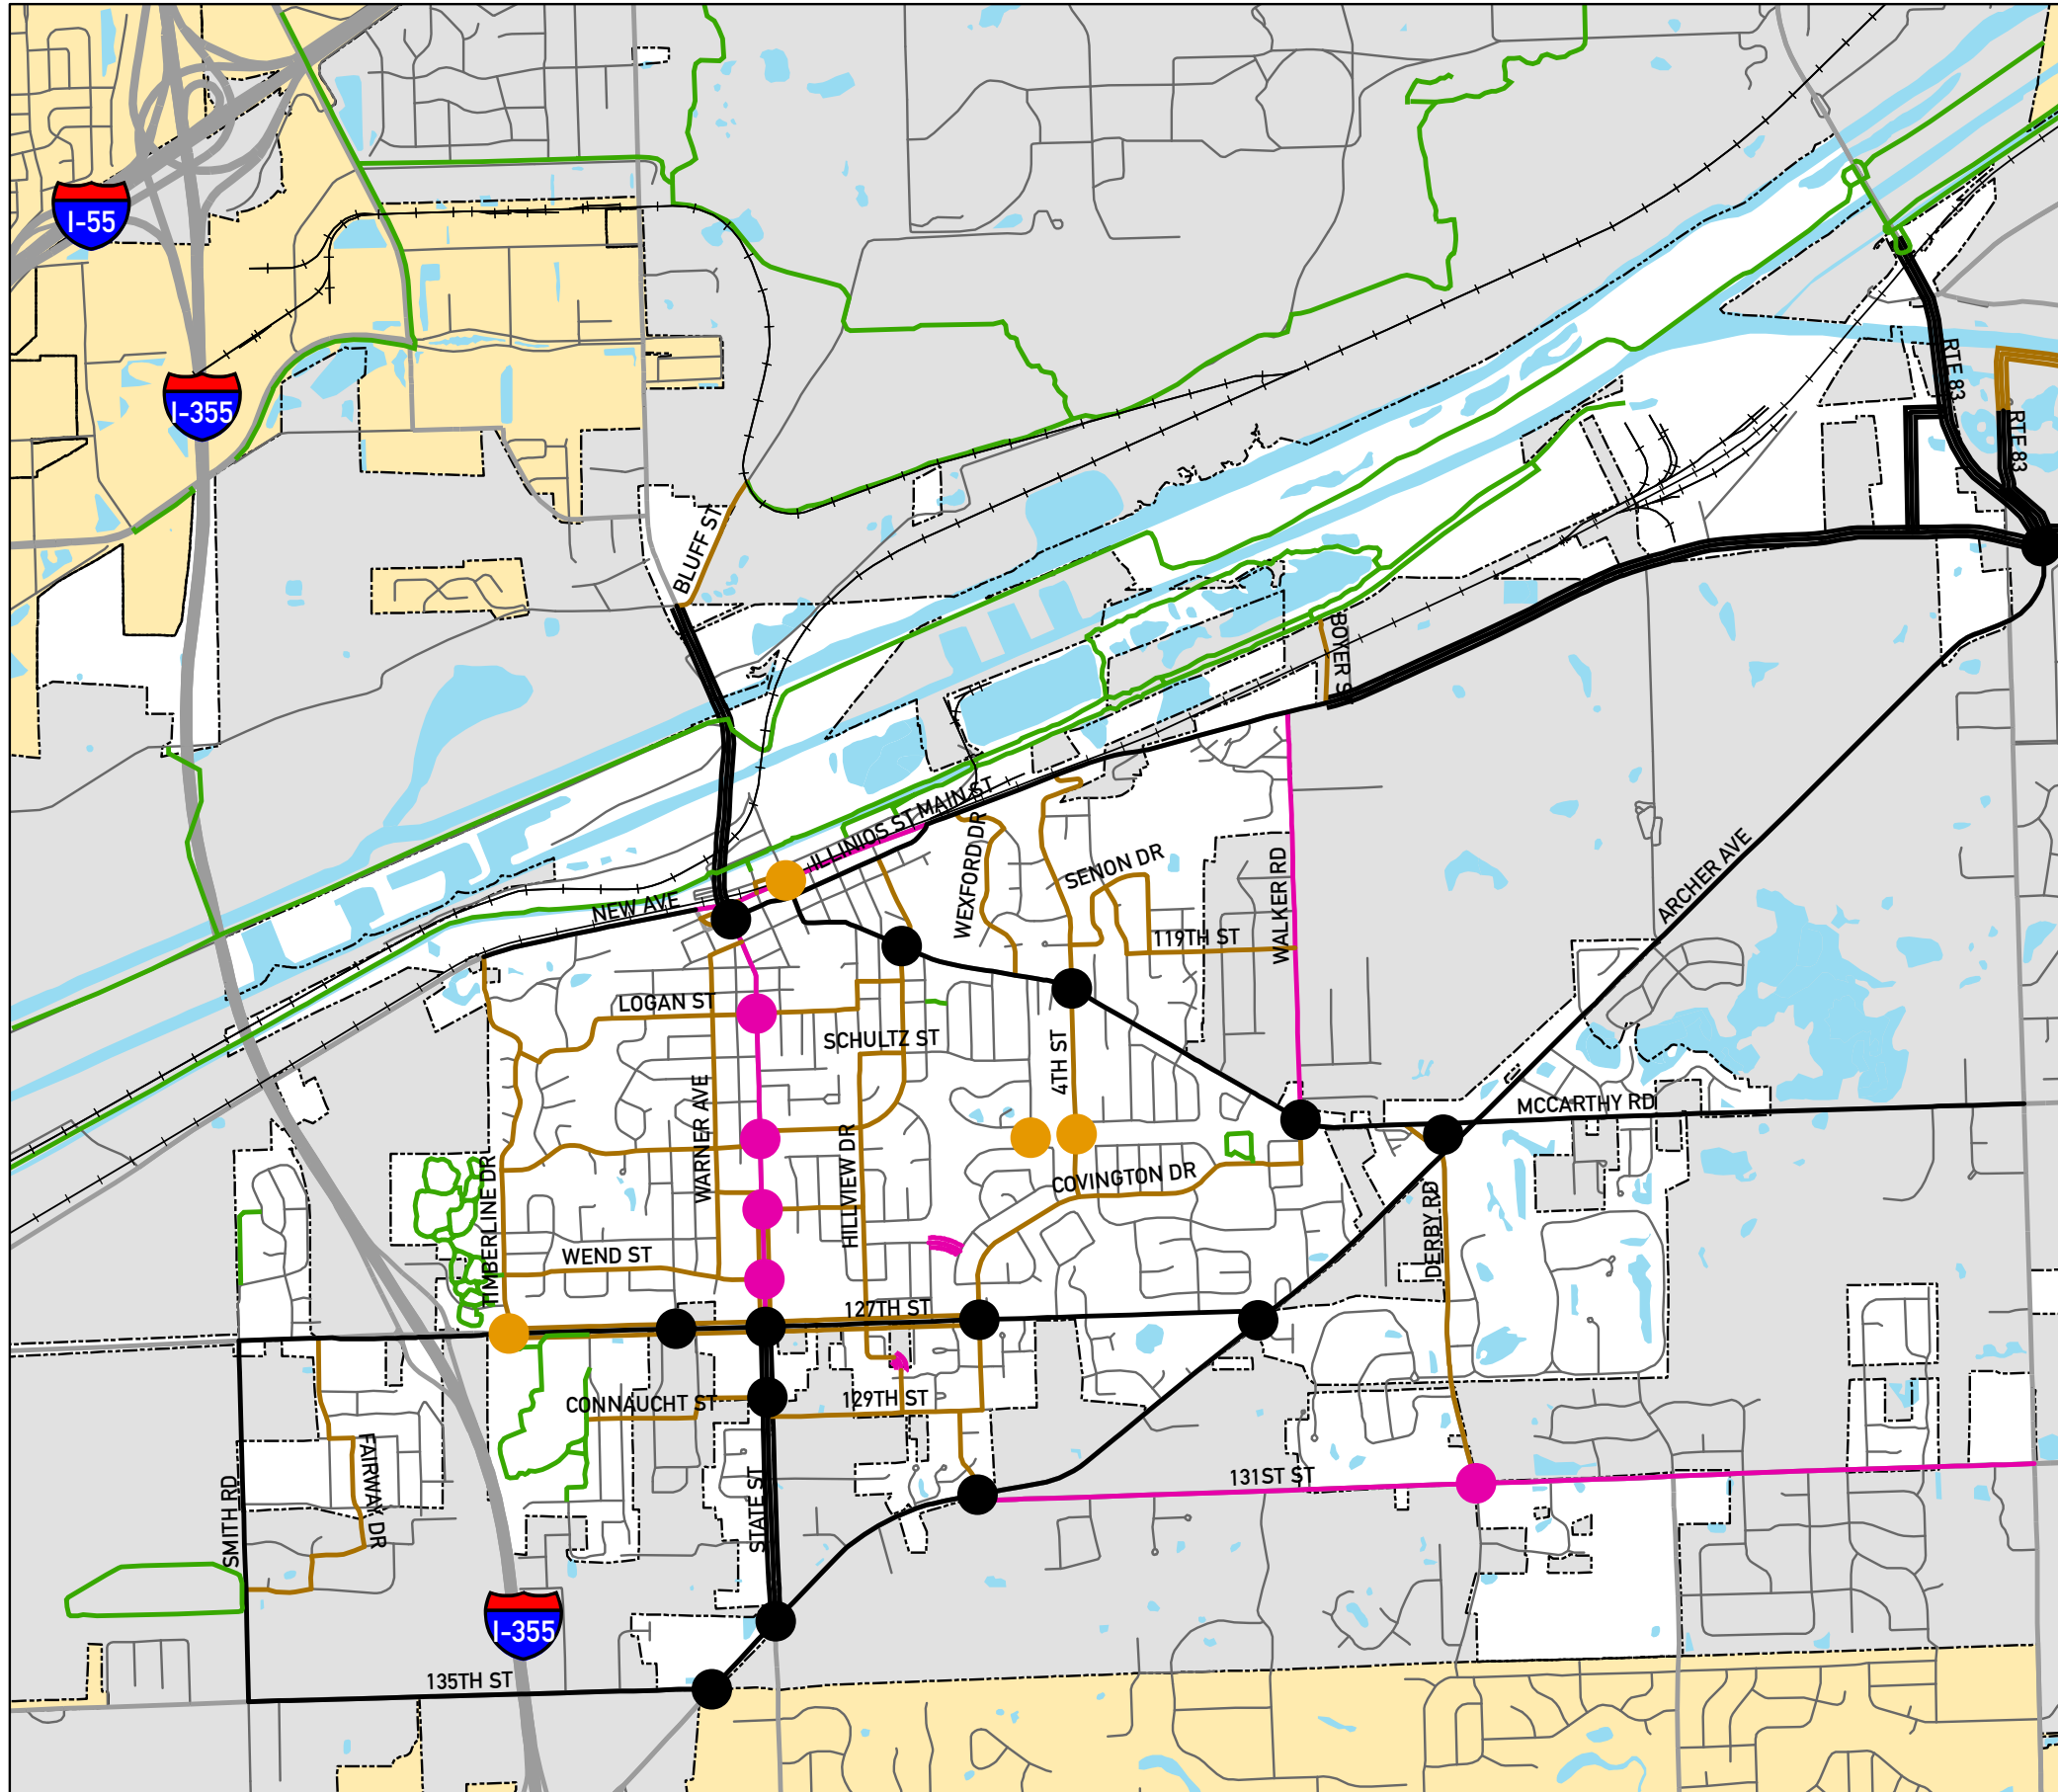 I-55
RTE 83
I-355
RTE 83
BLUFF ST
BOYER S
MAIN ST
ILLINIOS ST
WEXFORD DR
SENON DR
WALKER RD
ARCHER AVE
NEW AVE
119TH ST
LOGAN ST
SCHULTZ ST
4TH ST
WARNER AVE
MCCARTHY RD
HILLVIEW DR
COVINGTON DR
TIMBERLINE DR
DERBY RD
WEND ST
127TH ST
CONNAUCHT ST
129TH ST
FAIRWAY DR
SMITH RD
STATE ST
131ST ST
I-355
135TH ST